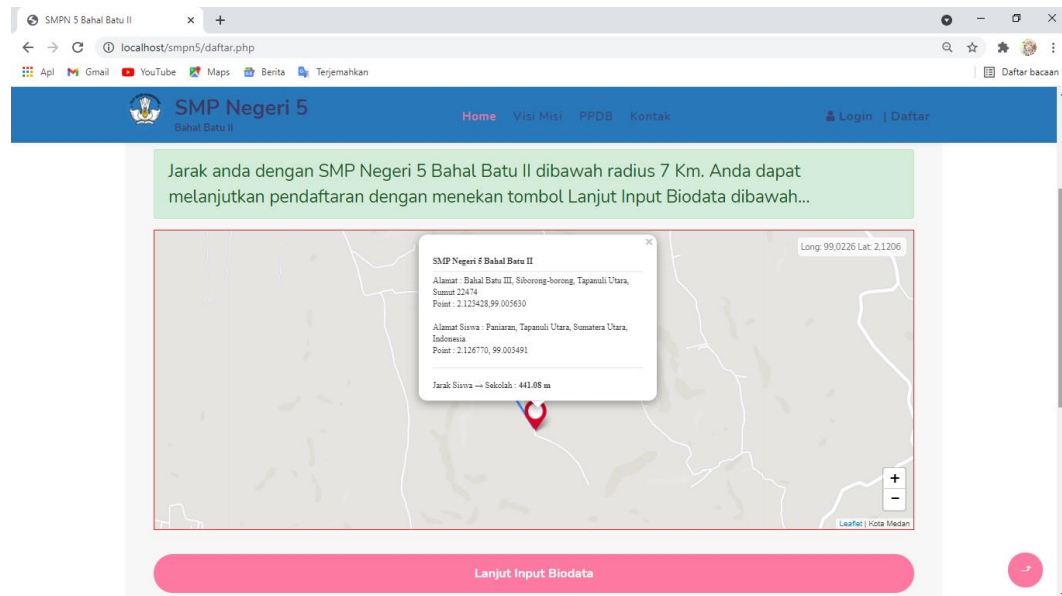 SMPN 5 Bahal Batu II
localhost/smpn5/daftar.php
Apl Gmail YouTube Maps Berita Terjemahkan Daftar bacaan
SMP Negeri 5
Bahal Batu II
Home Visi Misi PPDB Kontak Login | Daftar
Jarak anda dengan SMP Negeri 5 Bahal Batu II dibawah radius 7 Km. Anda dapat
melanjutkan pendaftaran dengan menekan tombol Lanjut Input Biodata dibawah...
Long: 99,0226 Lat: 2,1206
SMP Negeri 5 Bahal Batu II
Alamat : Bahal Batu III, Siborong-borong, Tapanuli Utara,
Sumut 22474
Point : 2.123428,99.005630
Alamat Siswa : Paniaran, Tapanuli Utara, Sumatera Utara,
Indonesia
Point : 2.126770, 99.003491
Jarak Siswa → Sekolah : 441.08 m
+
−
Leaflet | Kota Medan
Lanjut Input Biodata